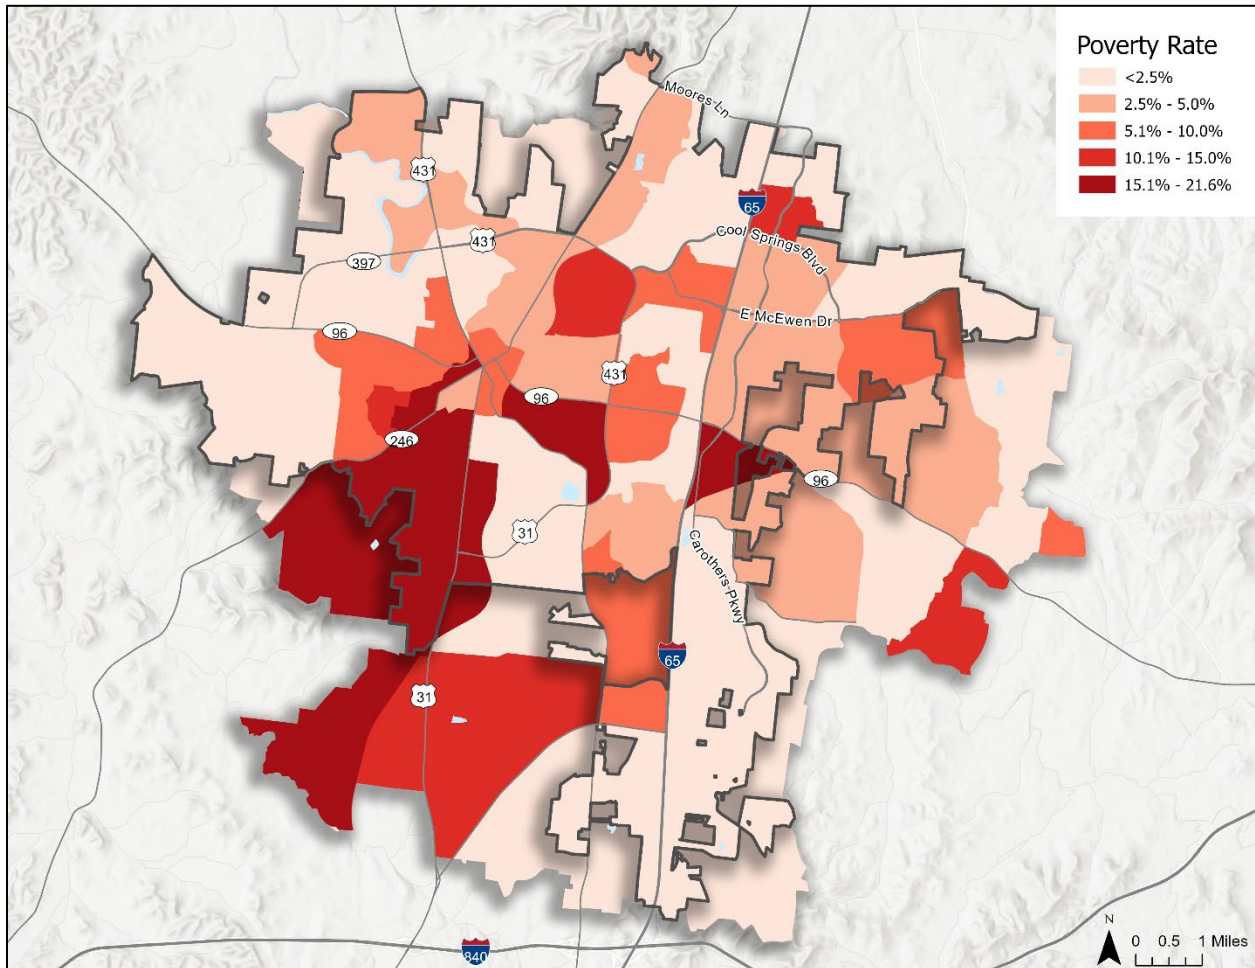 Poverty Rate
<2.5%
2.5% - 5.0%
5.1% - 10.0%
10.1% - 15.0%
15.1% - 21.6%
Moores Ln
431
65
Cool Springs Blvd
431
397
E McEwen Dr
96
431
96
246
96
31
Carothers Pkwy
65
31
N
0 0.5 1 Miles
840